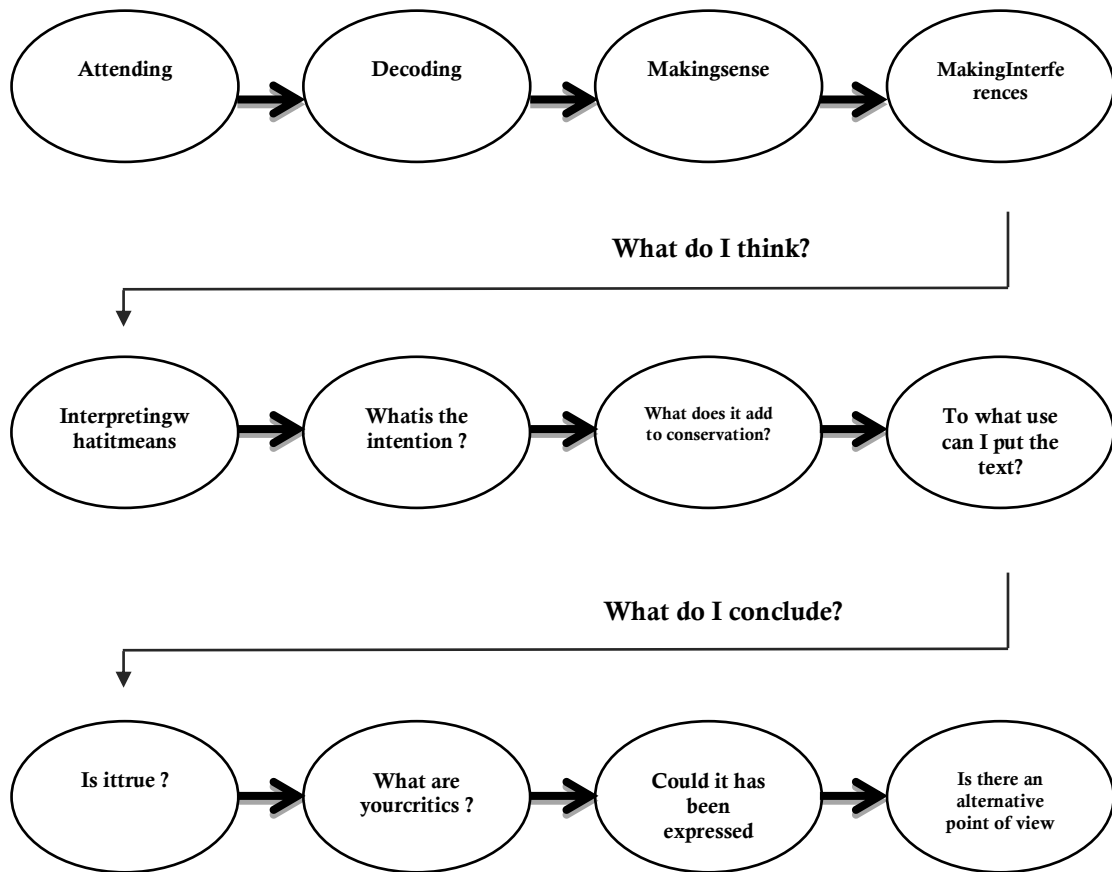 Attending
Decoding
Makingsense
MakingInterfe
rences
What do I think?
Interpretingw
hatitmeans
Whatis the
intention ?
What does it add
to conservation?
To what use
can I put the
text?
What do I conclude?
Is ittrue ?
What are
yourcritics ?
Could it has
been
expressed
Is there an
alternative
point of view